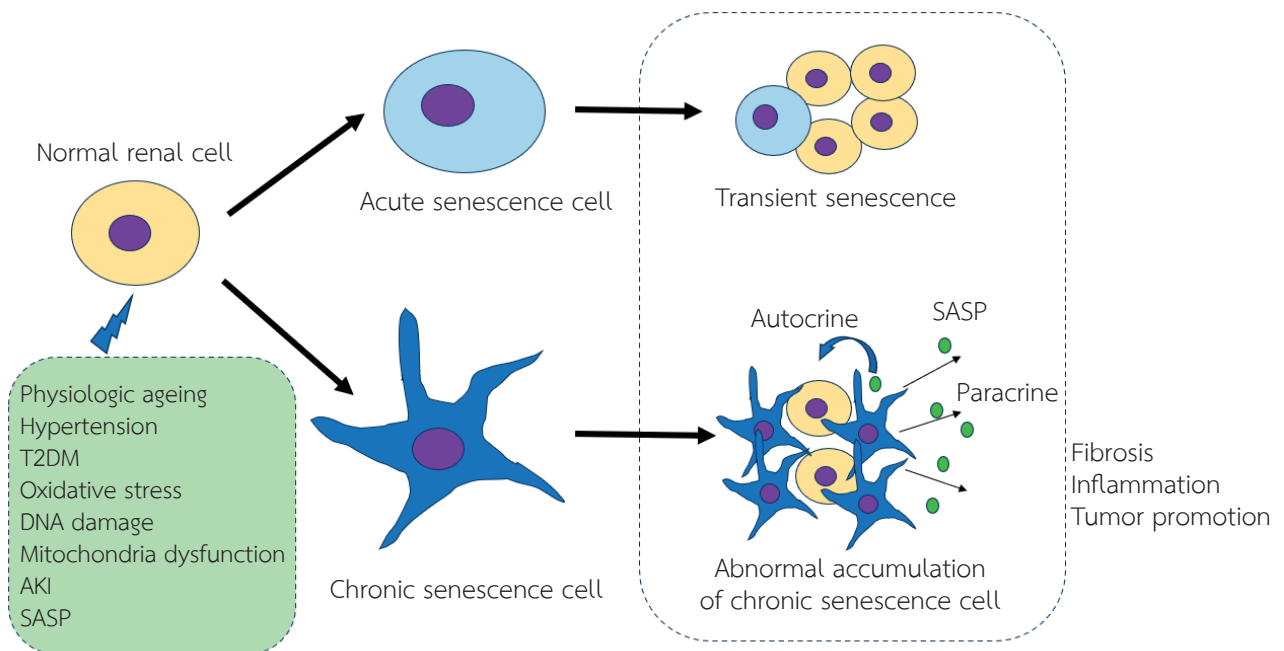 Normal renal cell
Acute senescence cell
Transient senescence
Physiologic ageing
Hypertension
T2DM
Oxidative stress
DNA damage
Mitochondria dysfunction
AKI
SASP
Chronic senescence cell
Autocrine
SASP
Paracrine
Abnormal accumulation
of chronic senescence cell
Fibrosis
Inflammation
Tumor promotion